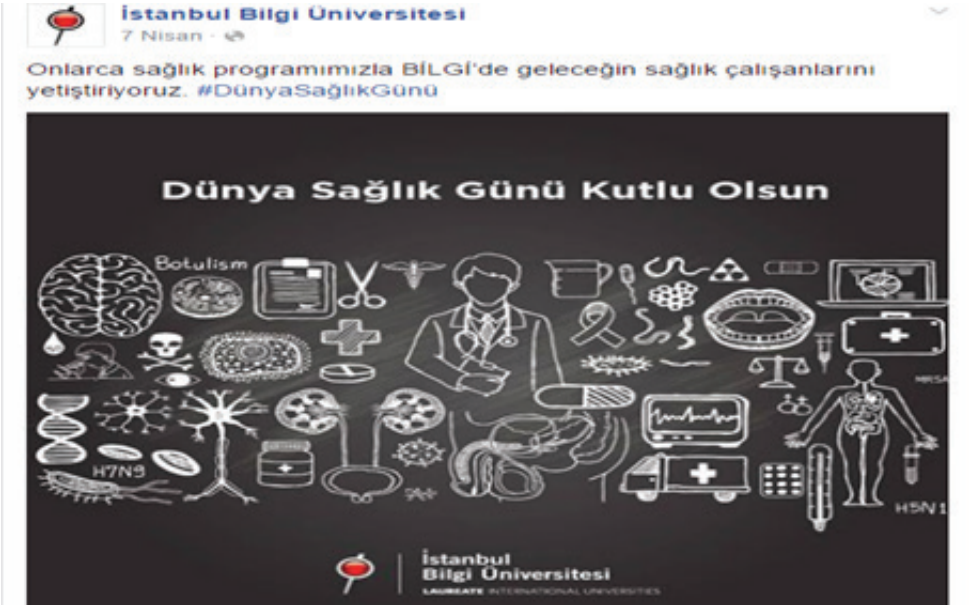 İstanbul Bilgi Üniversitesi
7 Nisan ·
Onlarca sağlık programımızla BİLGİ'de geleceğin sağlık çalışanlarını
yetiştiriyoruz. #DünyaSağlıkGünü
Dünya Sağlık Günü Kutlu Olsun
Botulism
MRSA
H7N9
H5N1
İstanbul
Bilgi Üniversitesi
LAUREATE INTERNATIONAL UNIVERSITIES